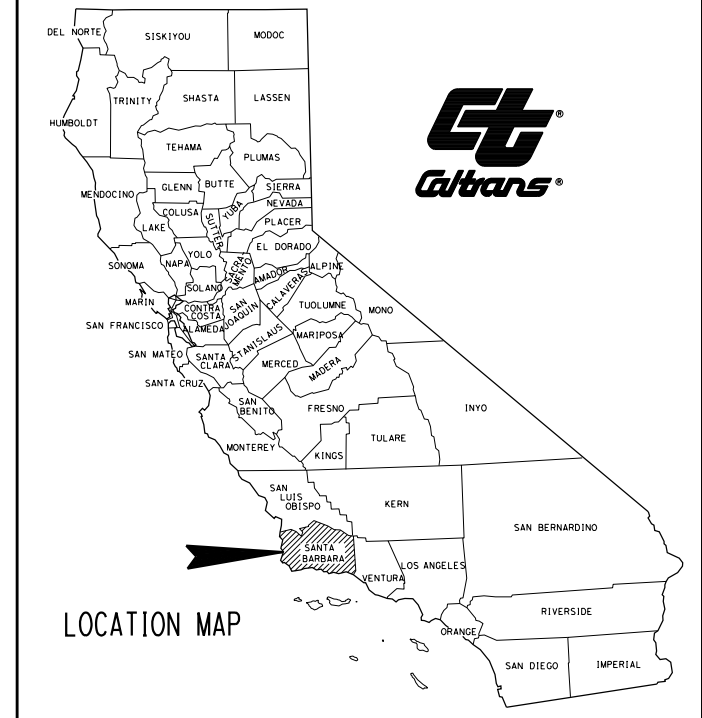 DEL NORTE
SISKIYOU
MODOC
TRINITY
SHASTA
LASSEN
HUMBOLDT
TEHAMA
PLUMAS
MENDOCINO
GLENN
BUTTE
SIERRA
NEVADA
COLUSA
YUBA
SUTTER
PLACER
LAKE
EL DORADO
YOLO
SONOMA
NAPA
SACRA-
MENTO
AMADOR
ALPINE
SOLANO
CALAVERAS
MARIN
CONTRA
COSTA
SAN
JOAQUIN
TUOLUMNE
MONO
SAN FRANCISCO
ALAMEDA
STANISLAUS
MARIPOSA
SAN MATEO
SANTA
CLARA
MERCED
MADERA
SANTA CRUZ
SAN
BENITO
FRESNO
INYO
MONTEREY
KINGS
TULARE
SAN
LUIS
OBISPO
KERN
SAN BERNARDINO
SANTA
BARBARA
VENTURA
LOS ANGELES
RIVERSIDE
ORANGE
SAN DIEGO
IMPERIAL
LOCATION MAP
Ct ®
Caltrans ®